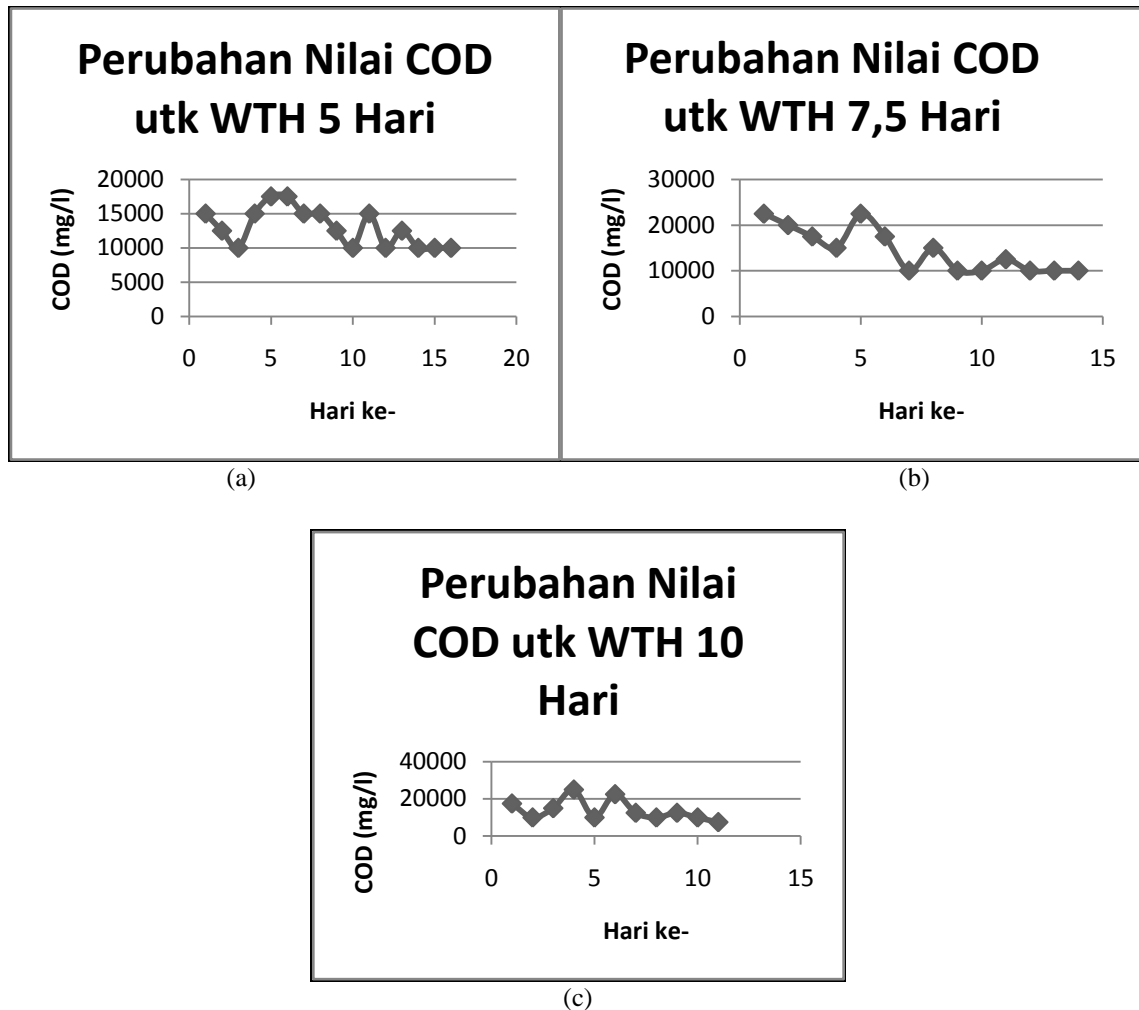 Perubahan Nilai COD
utk WTH 5 Hari
COD (mg/l)
20000
15000
10000
5000
0
0 5 10 15 20
Hari ke-
(a)
Perubahan Nilai COD
utk WTH 7,5 Hari
COD (mg/l)
30000
20000
10000
0
0 5 10 15
Hari ke-
(b)
Perubahan Nilai
COD utk WTH 10
Hari
COD (mg/l)
40000
20000
0
0 5 10 15
Hari ke-
(c)